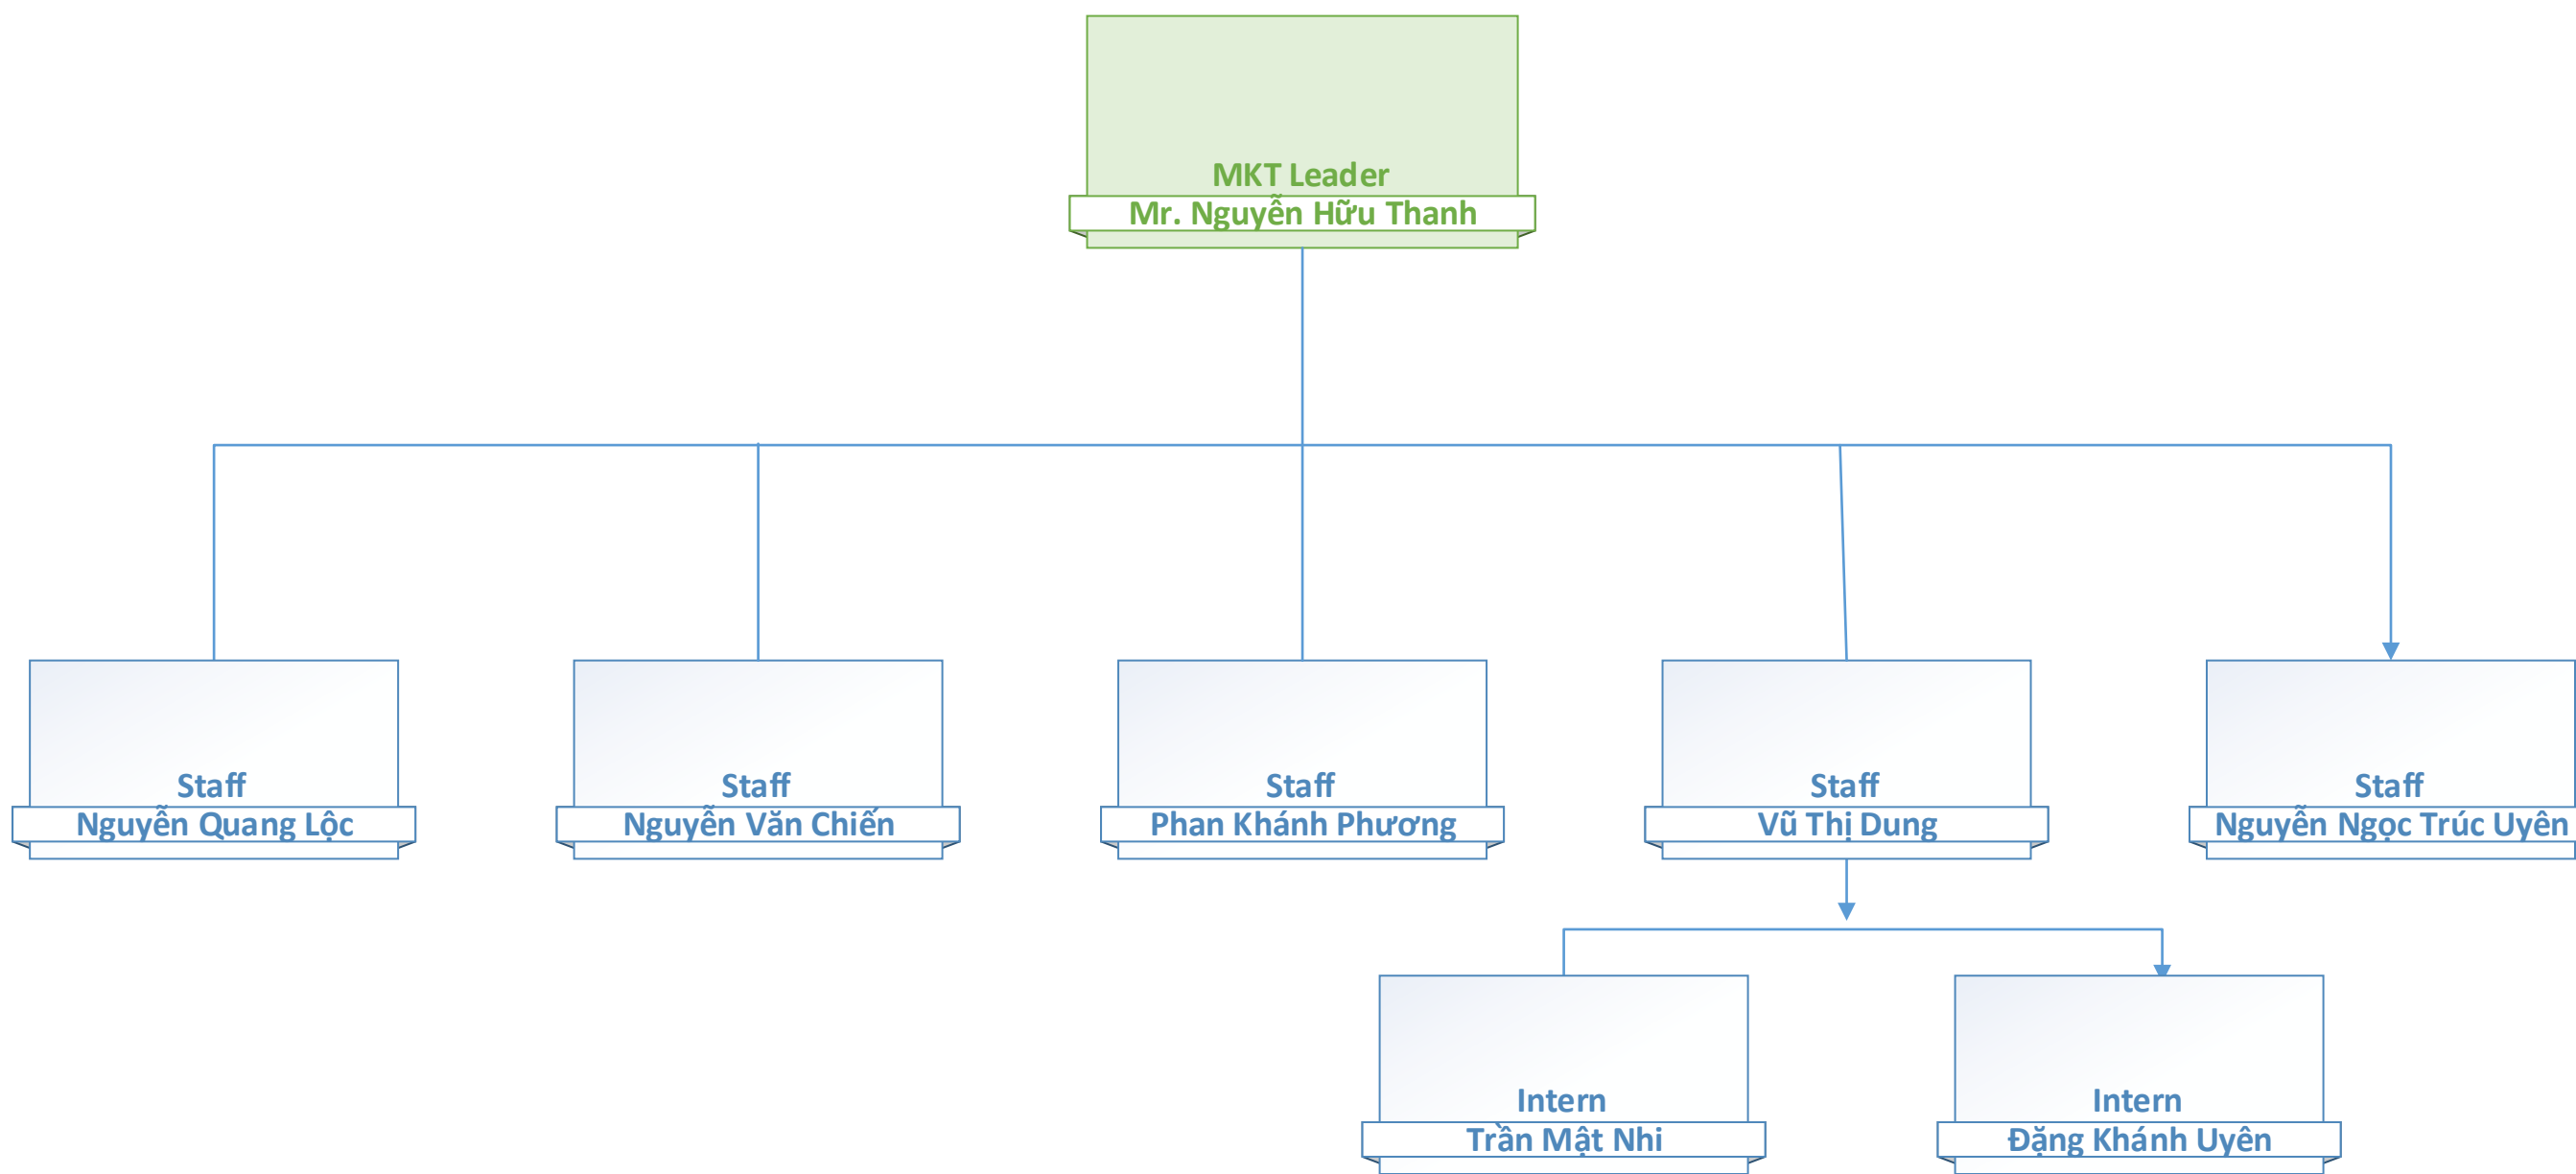 MKT Leader
Mr. Nguyễn Hữu Thanh
Staff
Nguyễn Quang Lộc
Staff
Nguyễn Văn Chiến
Staff
Phan Khánh Phương
Staff
Vũ Thị Dung
Staff
Nguyễn Ngọc Trúc Uyên
Intern
Trần Mật Nhi
Intern
Đặng Khánh Uyên